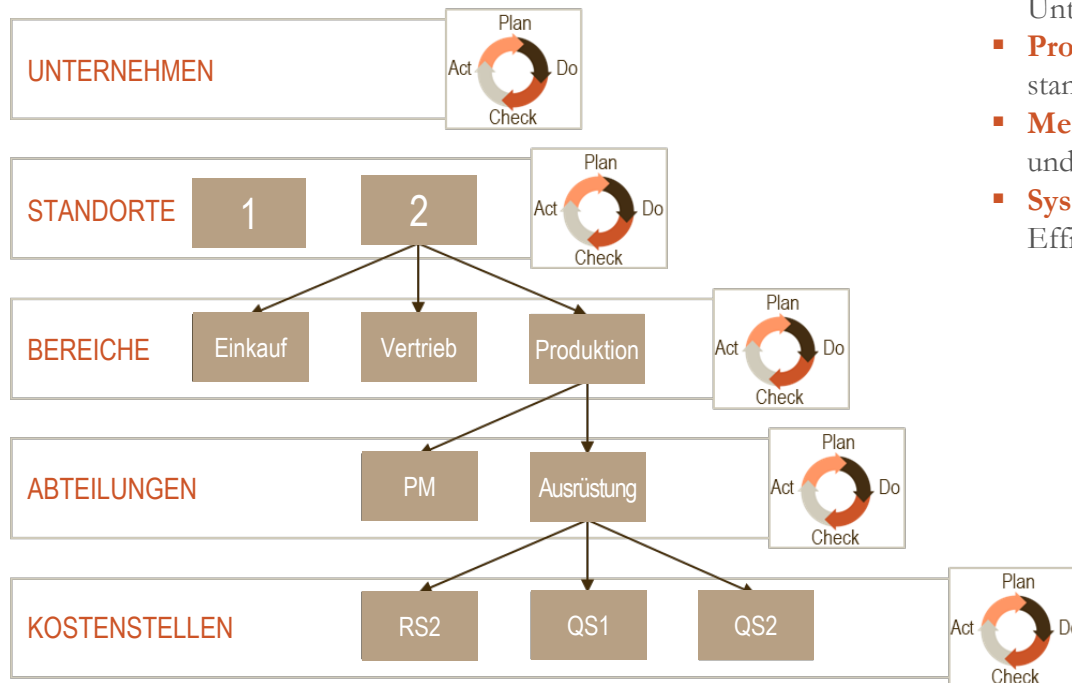 Plan
UNTERNEHMEN
Act
Do
Check
Plan
STANDORTE
1
2
Act
Do
Check
Plan
BEREICHE
Einkauf
Vertrieb
Produktion
Act
Do
Check
Plan
ABTEILUNGEN
PM
Ausrüstung
Act
Do
Check
Plan
KOSTENSTELLEN
RS2
QS1
QS2
Act
Check
und